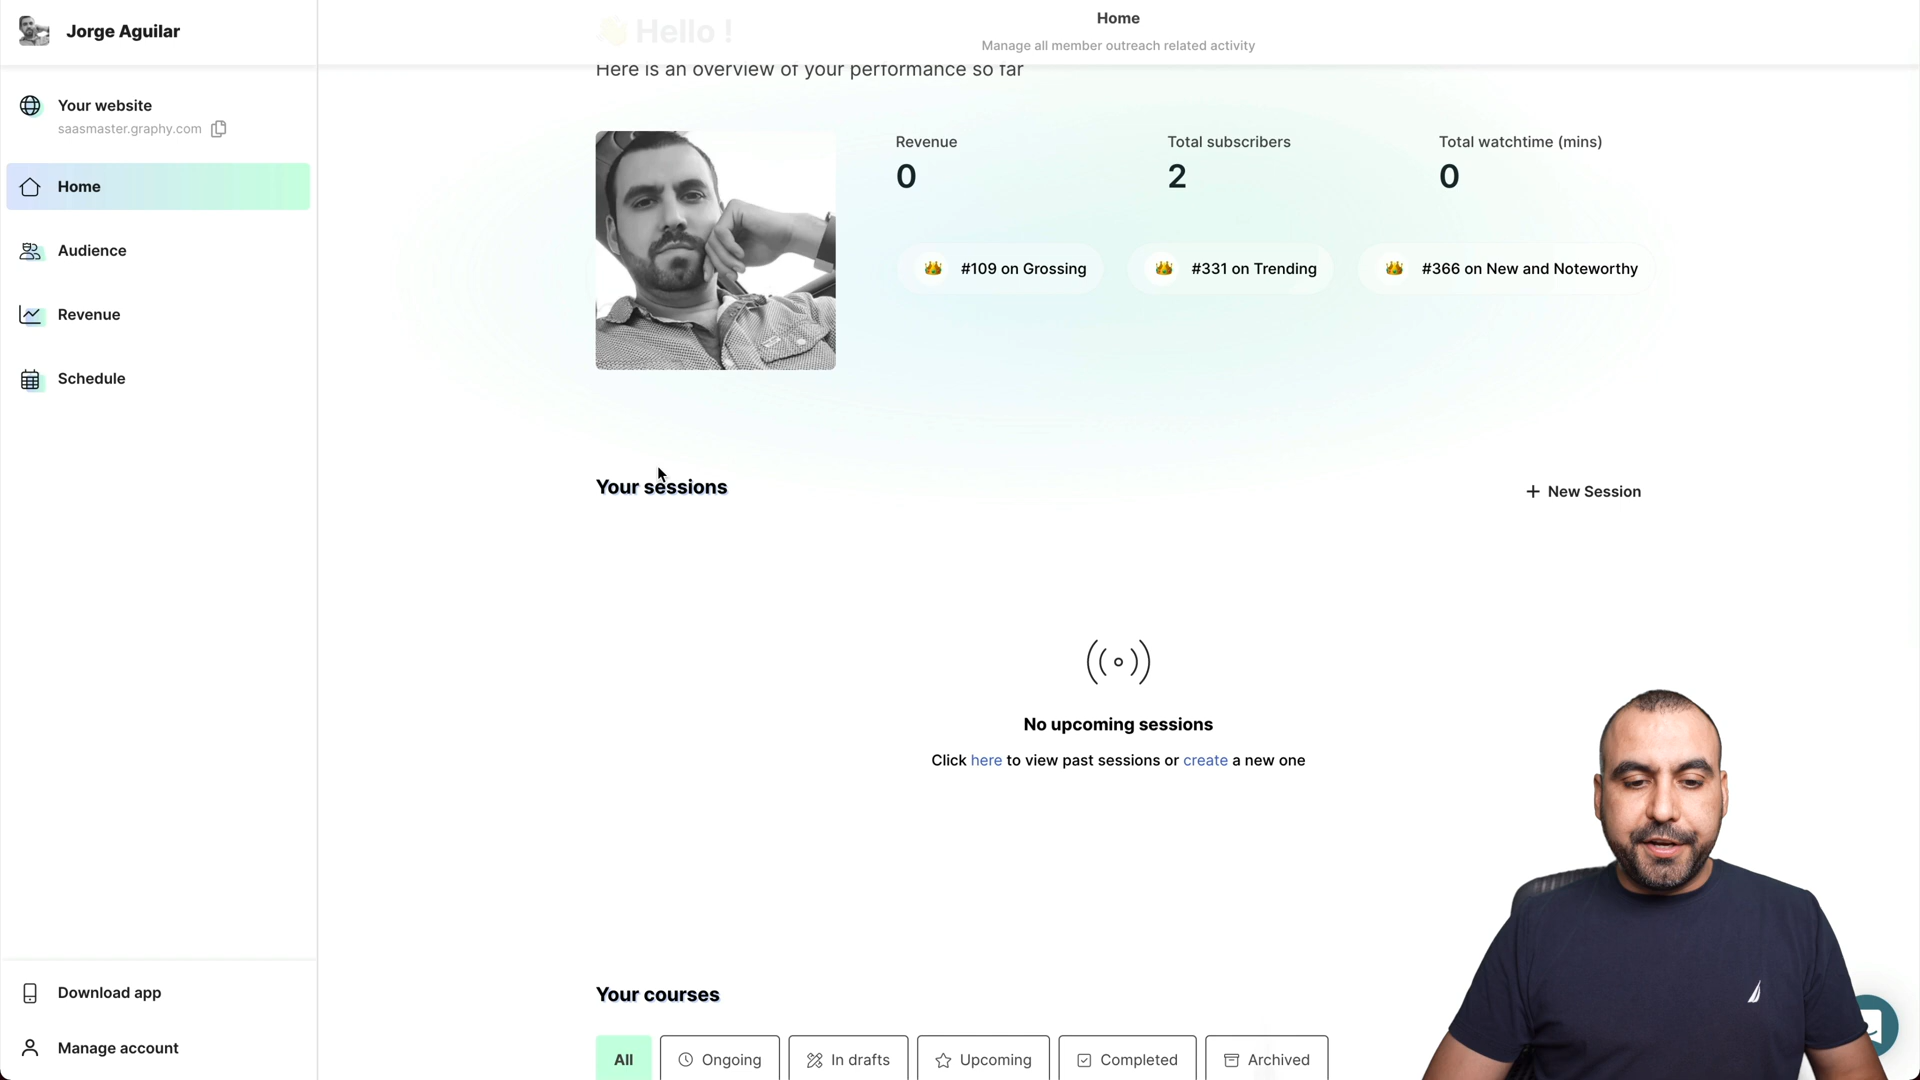 Jorge Aguilar
Your website
saasmaster.graphy.com
Home
Audience
Revenue
Schedule
Download app
Manage account
Home
Manage all member outreach related activity
👋 Hello !
Here is an overview of your performance so far
Revenue
0
Total subscribers
2
Total watchtime (mins)
0
#109 on Grossing
#331 on Trending
#366 on New and Noteworthy
Your sessions
+ New Session
No upcoming sessions
Click here to view past sessions or create a new one
Your courses
All
Ongoing
In drafts
Upcoming
Completed
Archived